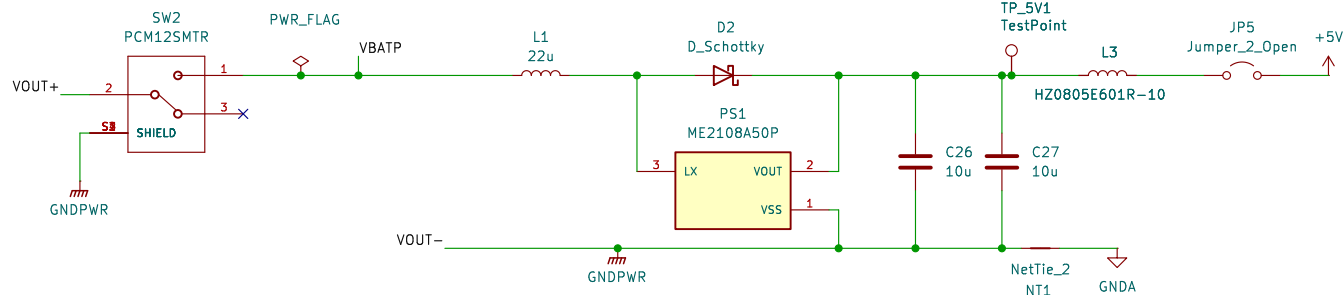 SW2
PCM12SMTR
VOUT+
2
1
3
SHIELD
GNDPWR
PWR_FLAG
VBATP
L1
22u
D2
D_Schottky
PS1
ME2108A50P
3
LX
VOUT
2
VSS
1
VOUT-
GNDPWR
C26
10u
C27
10u
TP_5V1
TestPoint
L3
HZ0805E601R-10
JP5
Jumper_2_Open
+5V
NetTie_2
NT1
GNDA